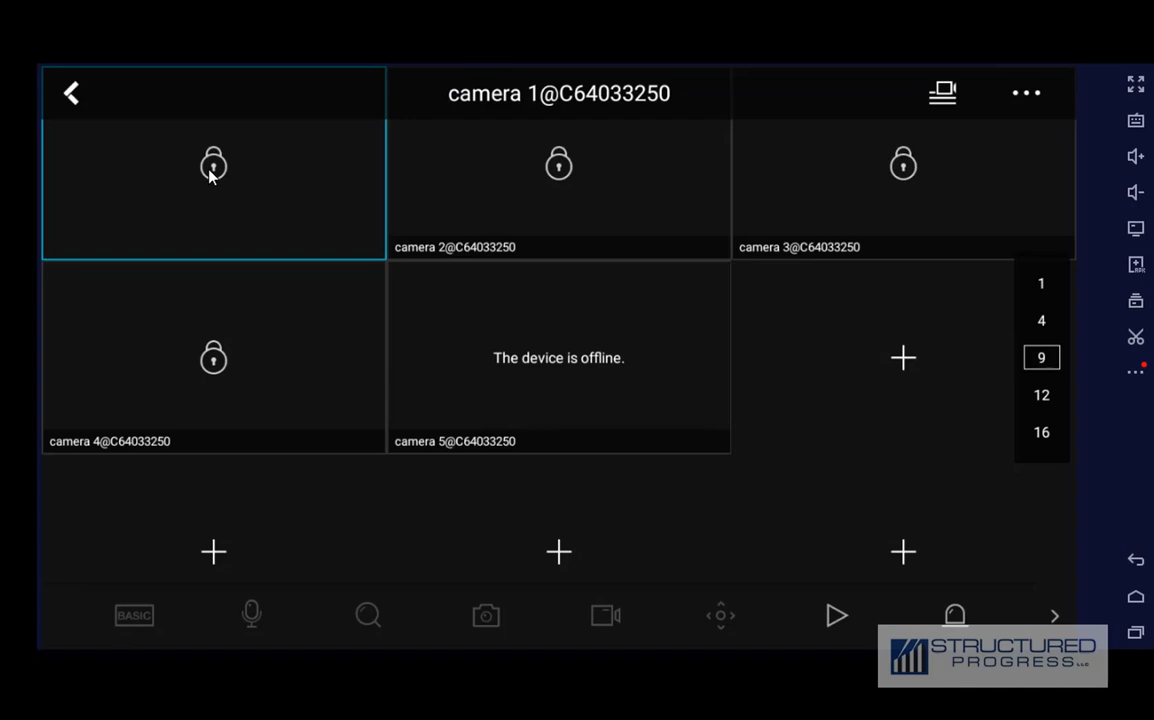 camera 1@C64033250
camera 2@C64033250
camera 3@C64033250
1
4
The device is offline.
9
12
16
camera 4@C64033250
camera 5@C64033250
BASIC
STRUCTURED
PROGRESS LLC